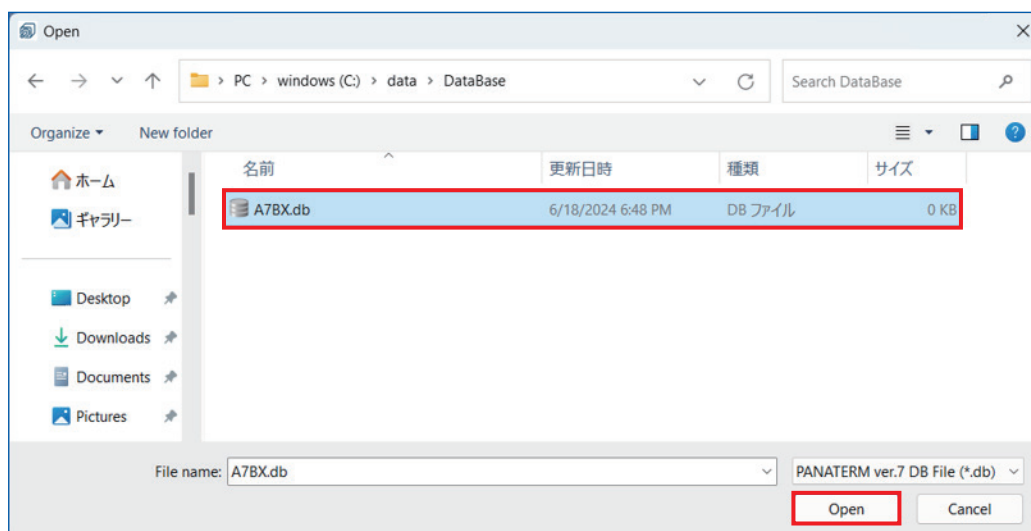 Open
PC > windows (C:) > data > DataBase
Search DataBase
Organize
New folder
名前
更新日時
種類
サイズ
ホーム
ギャラリー
A7BX.db
6/18/2024 6:48 PM
DB ファイル
0 KB
Desktop
Downloads
Documents
Pictures
File name:
A7BX.db
PANATERM ver.7 DB File (*.db)
Open
Cancel